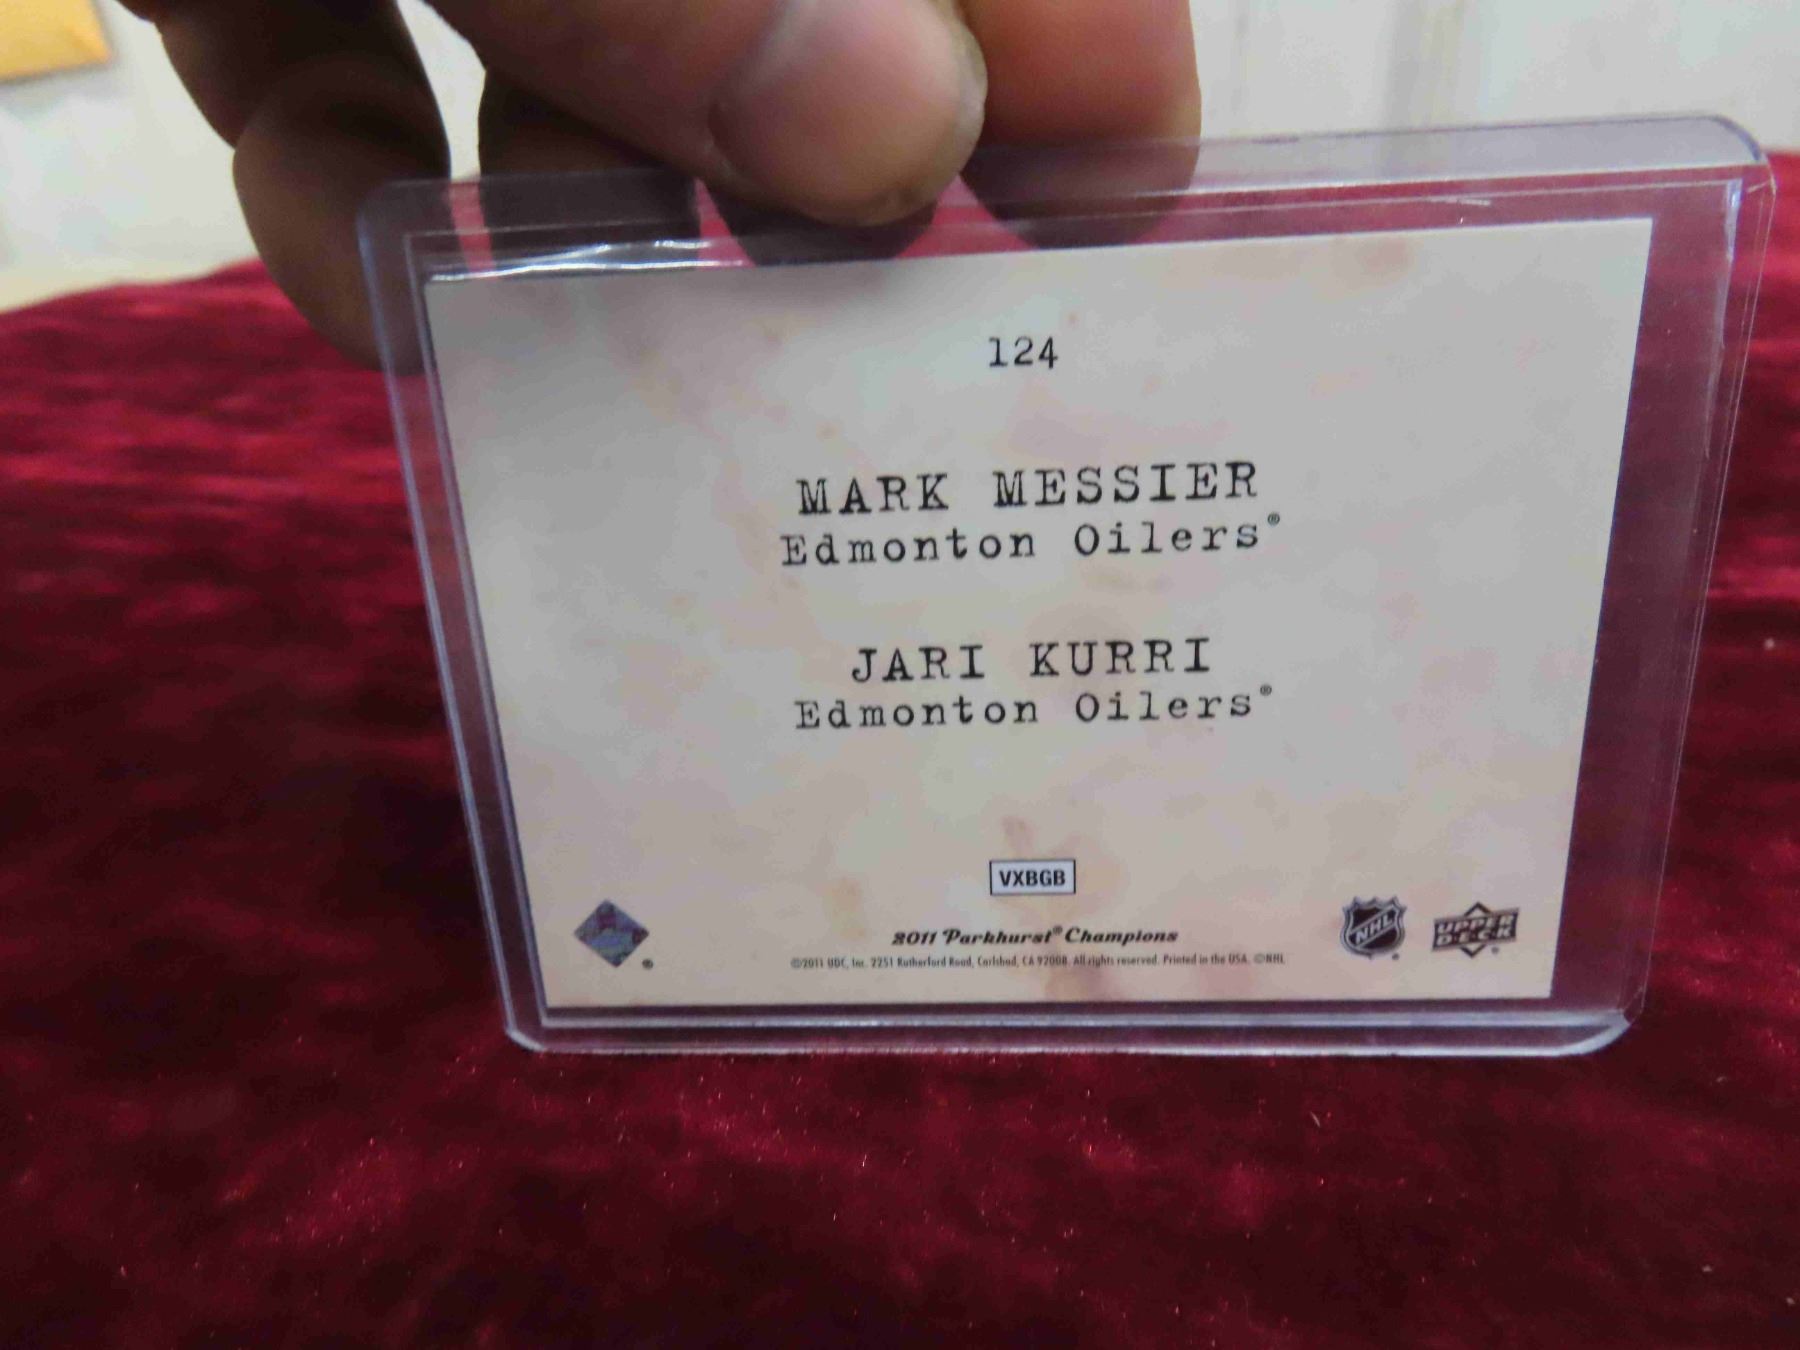 124
MARK MESSIER
Edmonton Oilers®
JARI KURRI
Edmonton Oilers®
VXBGB
2011 Parkhurst® Champions
©2011 UDC, Inc. 2251 Rutherford Road, Carlsbad, CA 92008. All rights reserved. Printed in the USA. ©NHL
NHL
UPPER
DECK